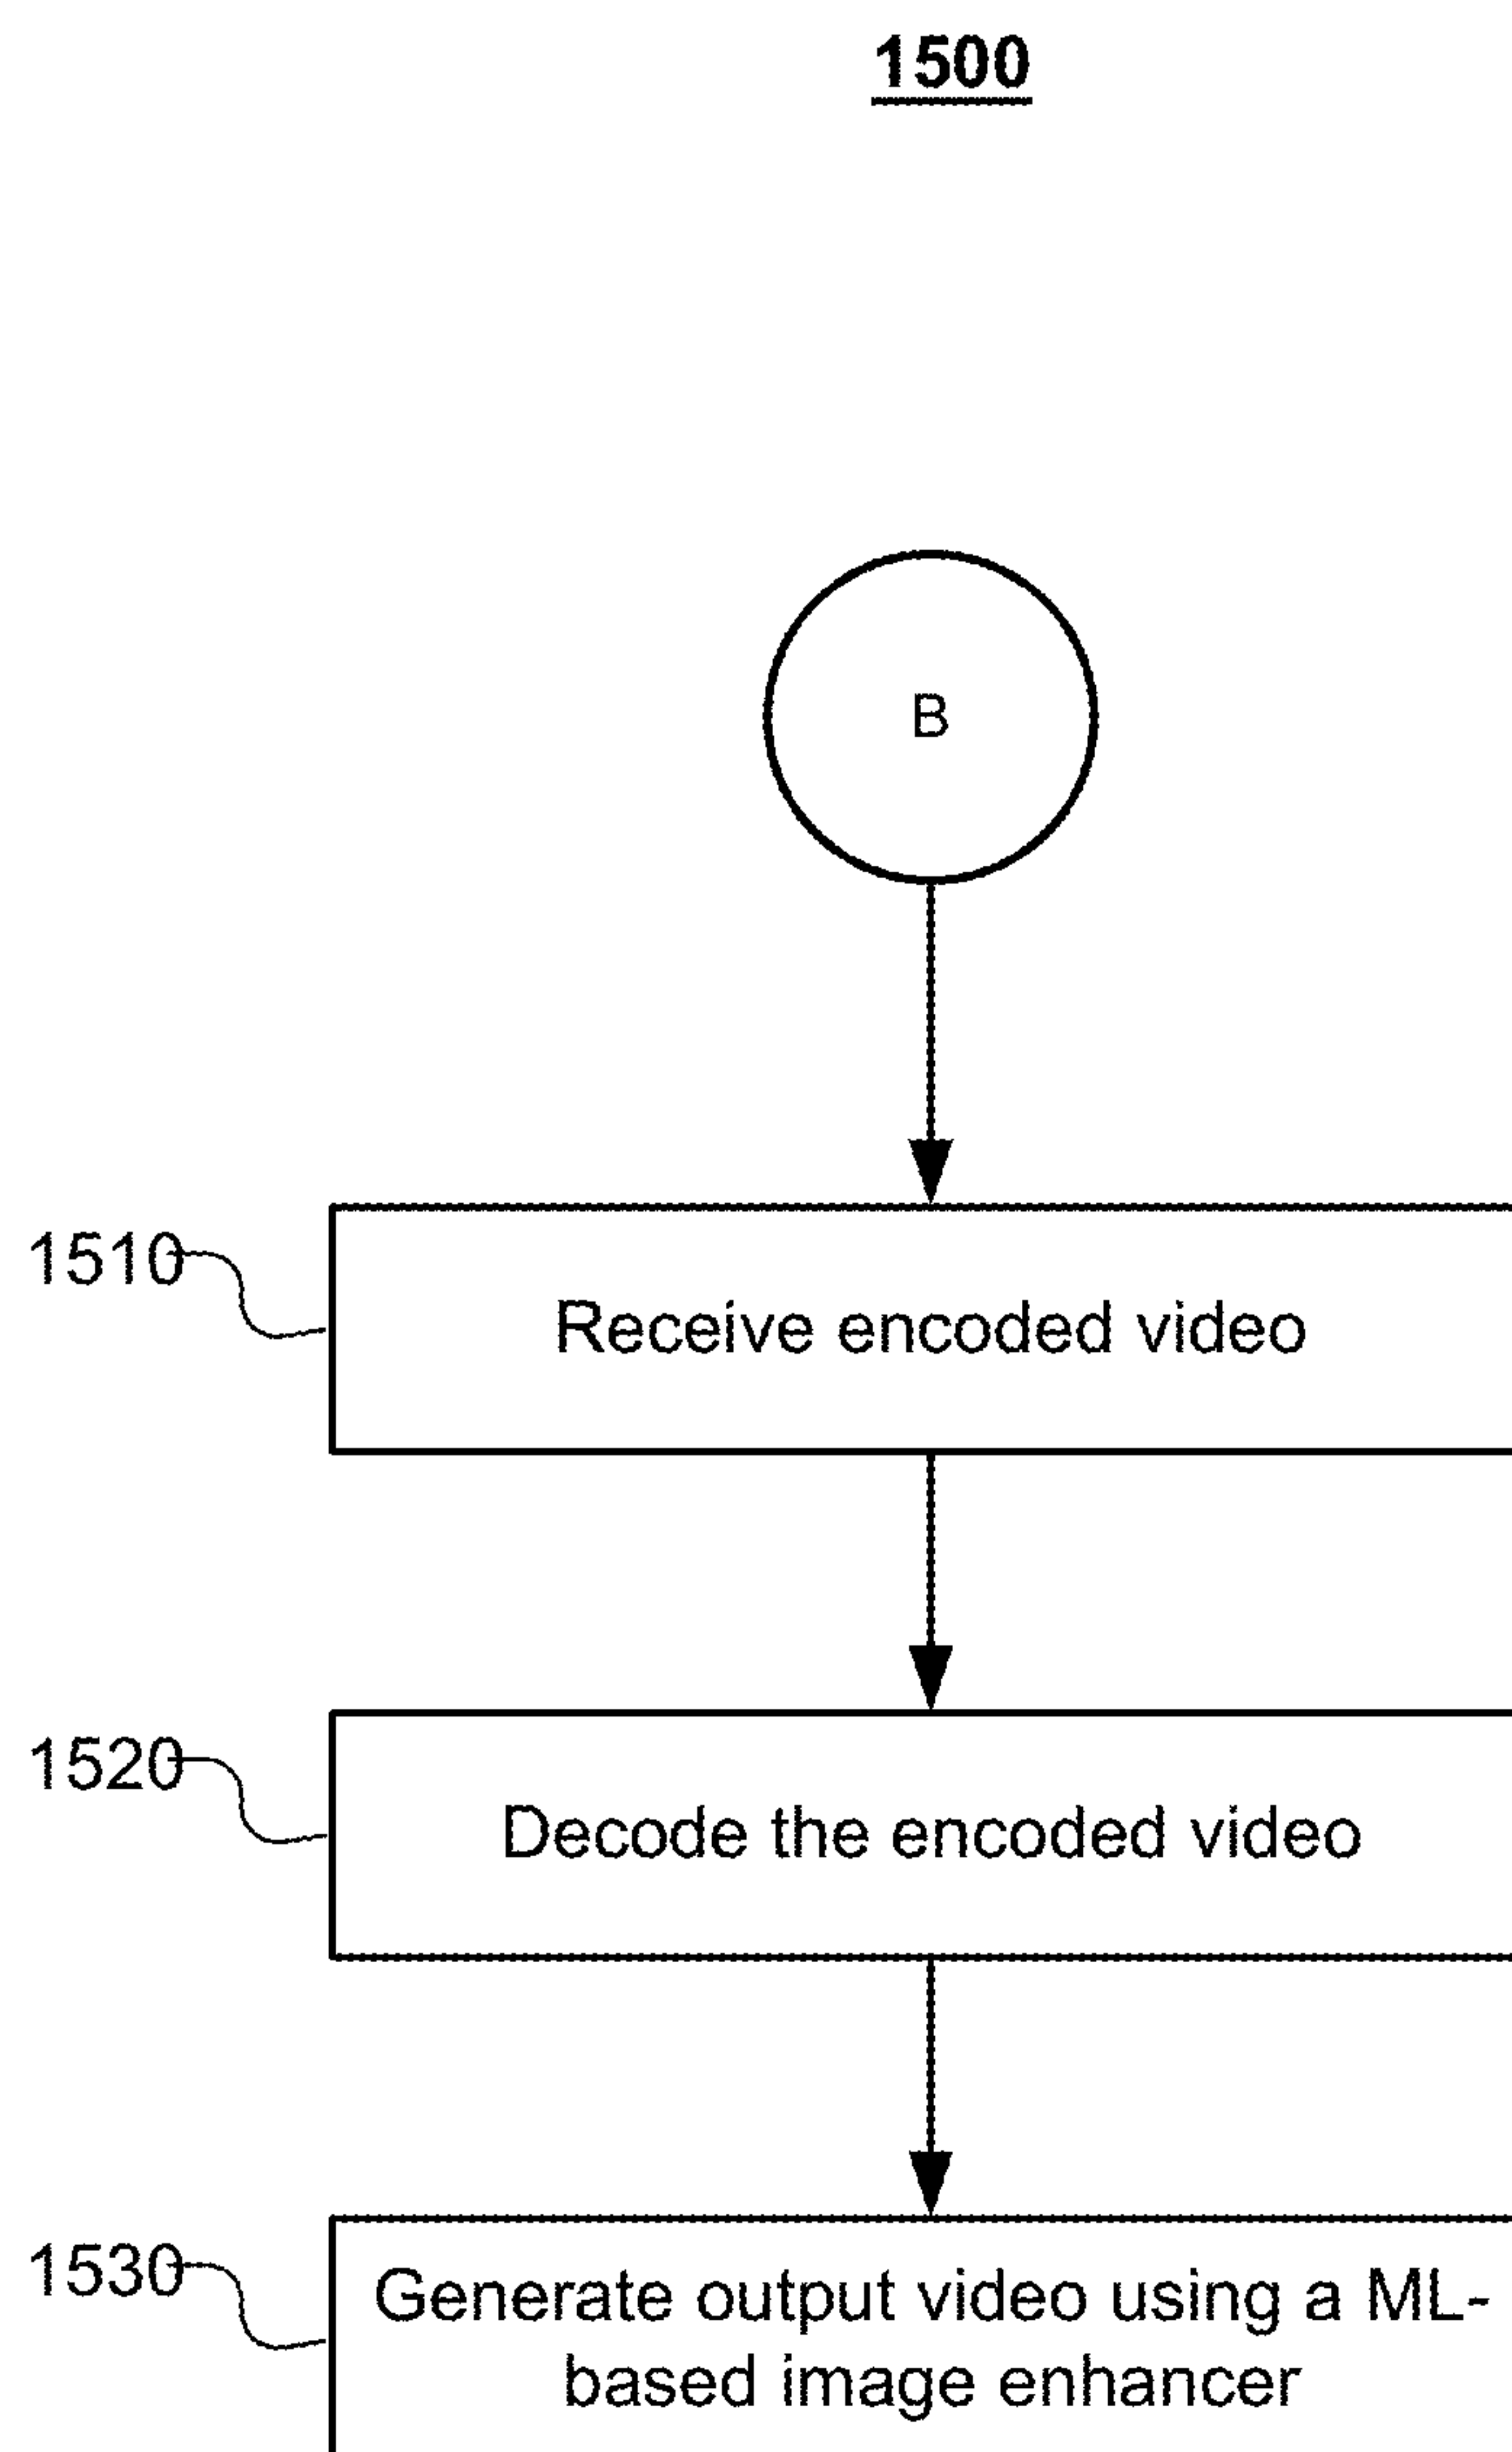 1500
B
1510
Receive encoded video
1520
Decode the encoded video
1530
Generate output video using a ML-
based image enhancer